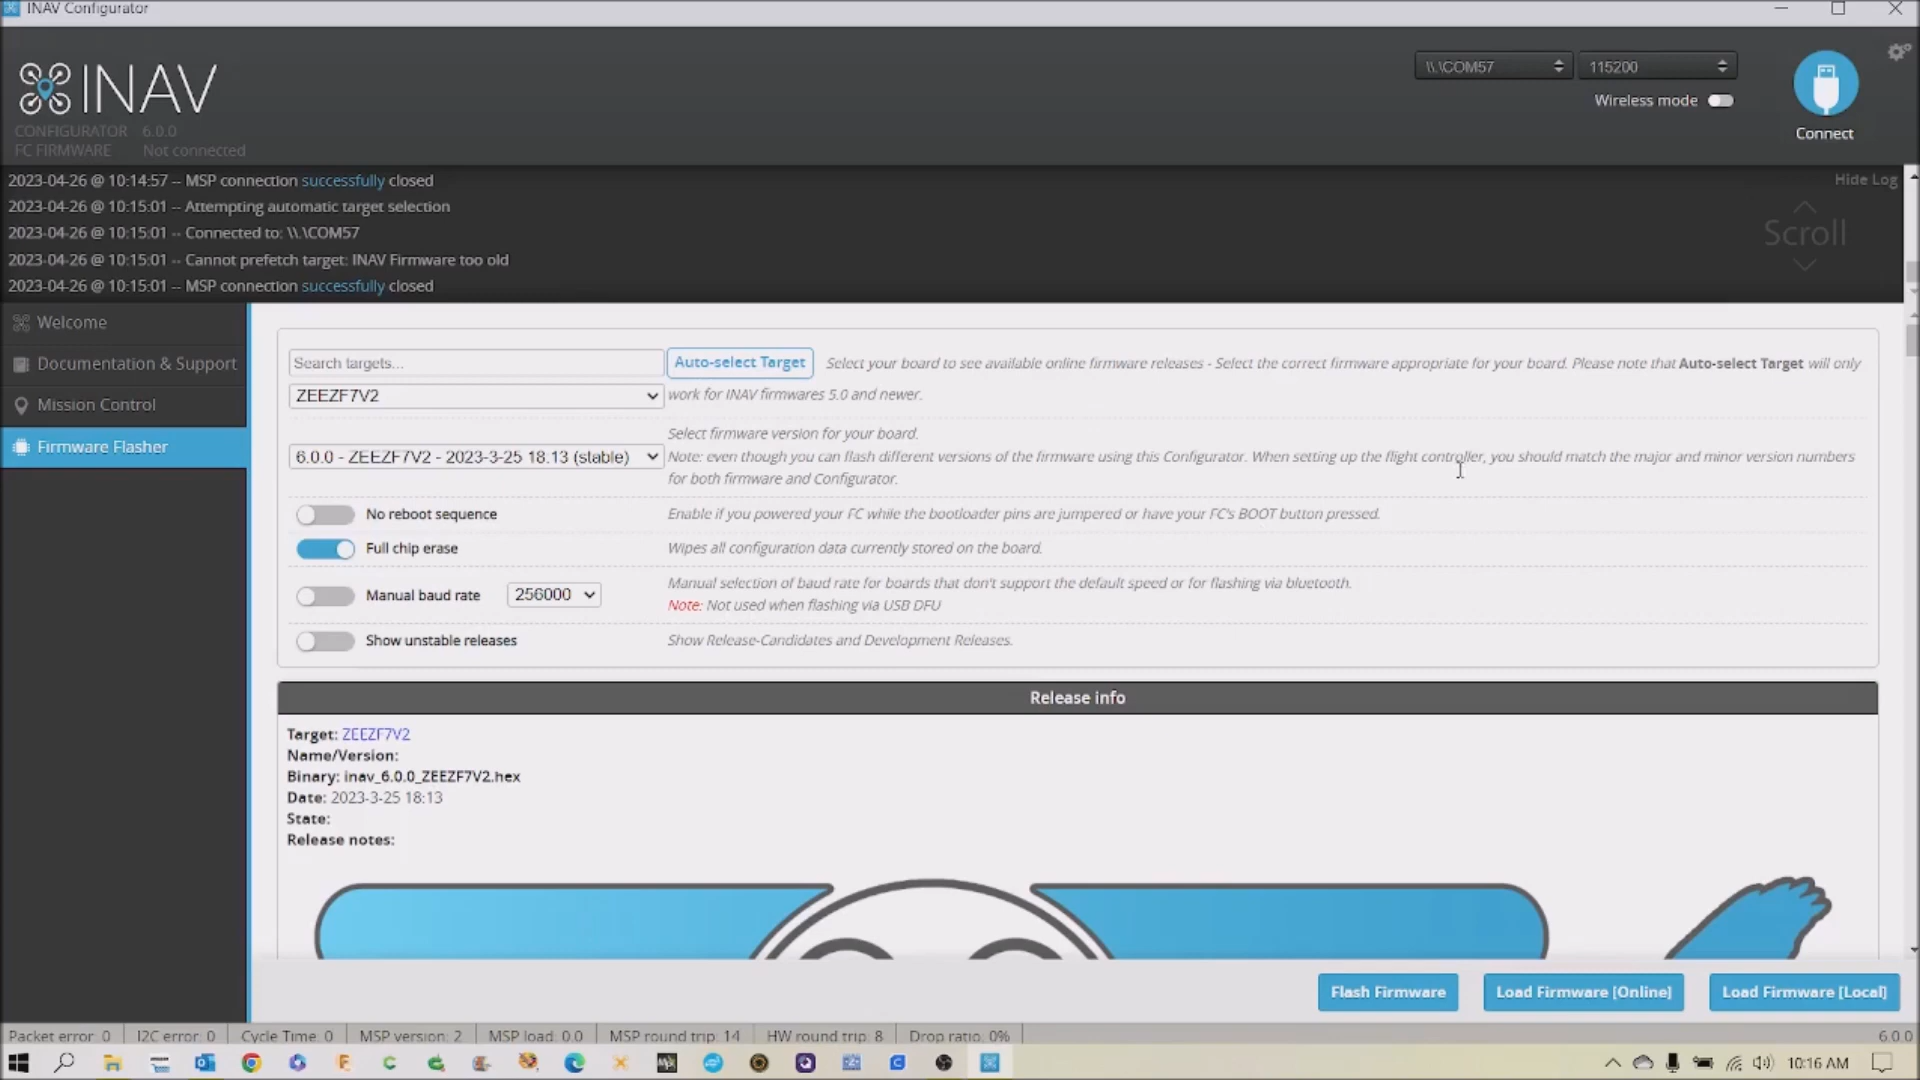 INAV Configurator
INAV
CONFIGURATOR 6.0.0
FC FIRMWARE Not connected
\\.\COM57
115200
Wireless mode
Connect
2023-04-26 @ 10:14:57 -- MSP connection successfully closed
2023-04-26 @ 10:15:01 -- Attempting automatic target selection
2023-04-26 @ 10:15:01 -- Connected to: \\.\COM57
2023-04-26 @ 10:15:01 -- Cannot prefetch target: INAV Firmware too old
2023-04-26 @ 10:15:01 -- MSP connection successfully closed
Hide Log
Scroll
Welcome
Documentation & Support
Mission Control
Firmware Flasher
Search targets...
Auto-select Target
Select your board to see available online firmware releases - Select the correct firmware appropriate for your board. Please note that Auto-select Target will only
ZEEZF7V2
work for INAV firmwares 5.0 and newer.
Select firmware version for your board.
6.0.0 - ZEEZF7V2 - 2023-3-25 18.13 (stable)
Note: even though you can flash different versions of the firmware using this Configurator. When setting up the flight controller, you should match the major and minor version numbers
for both firmware and Configurator.
No reboot sequence
Enable if you powered your FC while the bootloader pins are jumpered or have your FC's BOOT button pressed.
Full chip erase
Wipes all configuration data currently stored on the board.
Manual baud rate
256000
Manual selection of baud rate for boards that don't support the default speed or for flashing via bluetooth.
Note: Not used when flashing via USB DFU
Show unstable releases
Show Release-Candidates and Development Releases.
Release info
Target: ZEEZF7V2
Name/Version:
Binary: inav_6.0.0_ZEEZF7V2.hex
Date: 2023-3-25 18:13
State:
Release notes:
Flash Firmware
Load Firmware [Online]
Load Firmware [Local]
Packet error: 0
I2C error: 0
Cycle Time: 0
MSP version: 2
MSP load: 0.0
MSP round trip: 14
HW round trip: 8
Drop ratio: 0%
6.0.0
10:16 AM